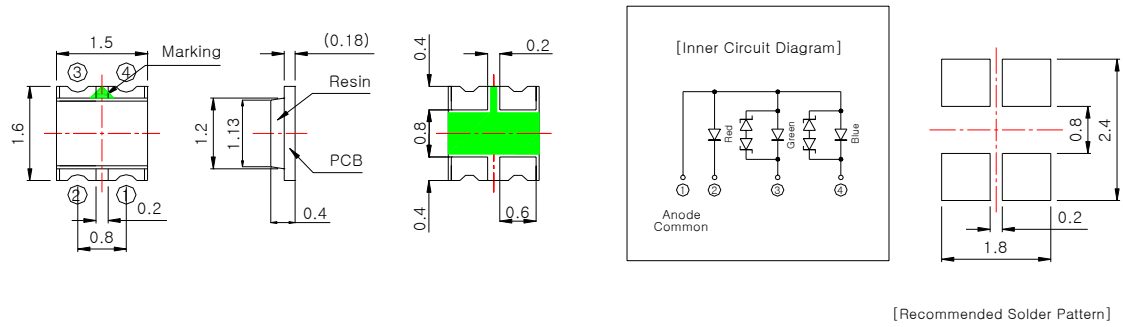 1.5
Marking
③
④
1.6
②
①
0.2
0.8
(0.18)
Resin
1.2
1.13
PCB
0.4
0.4
0.2
0.8
0.4
0.6
[Inner Circuit Diagram]
Red
Green
Blue
①
②
③
④
Anode
Common
0.8
2.4
0.2
1.8
[Recommended Solder Pattern]